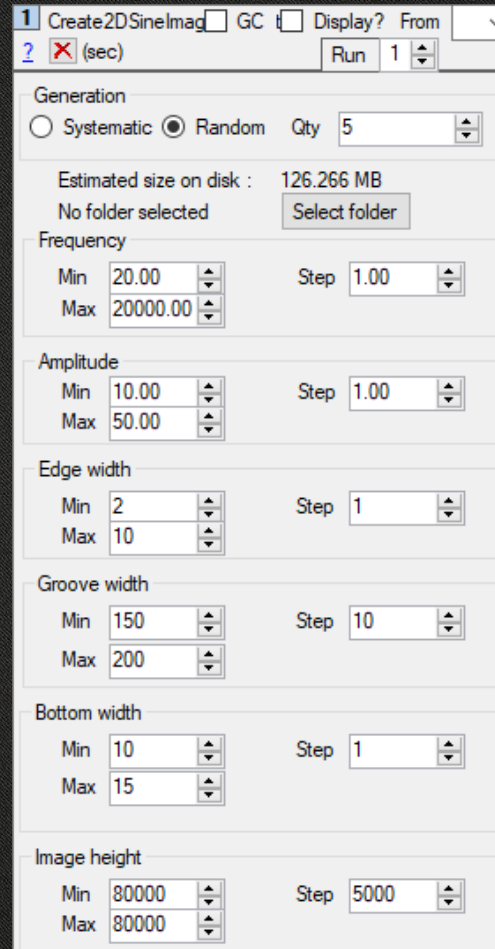 1 Create2DSineImag GC t Display? From
? X (sec) Run 1
Generation
Systematic Random Qty 5
Estimated size on disk : 126.266 MB
No folder selected Select folder
Frequency
Min 20.00 Step 1.00
Max 20000.00
Amplitude
Min 10.00 Step 1.00
Max 50.00
Edge width
Min 2 Step 1
Max 10
Groove width
Min 150 Step 10
Max 200
Bottom width
Min 10 Step 1
Max 15
Image height
Min 80000 Step 5000
Max 80000